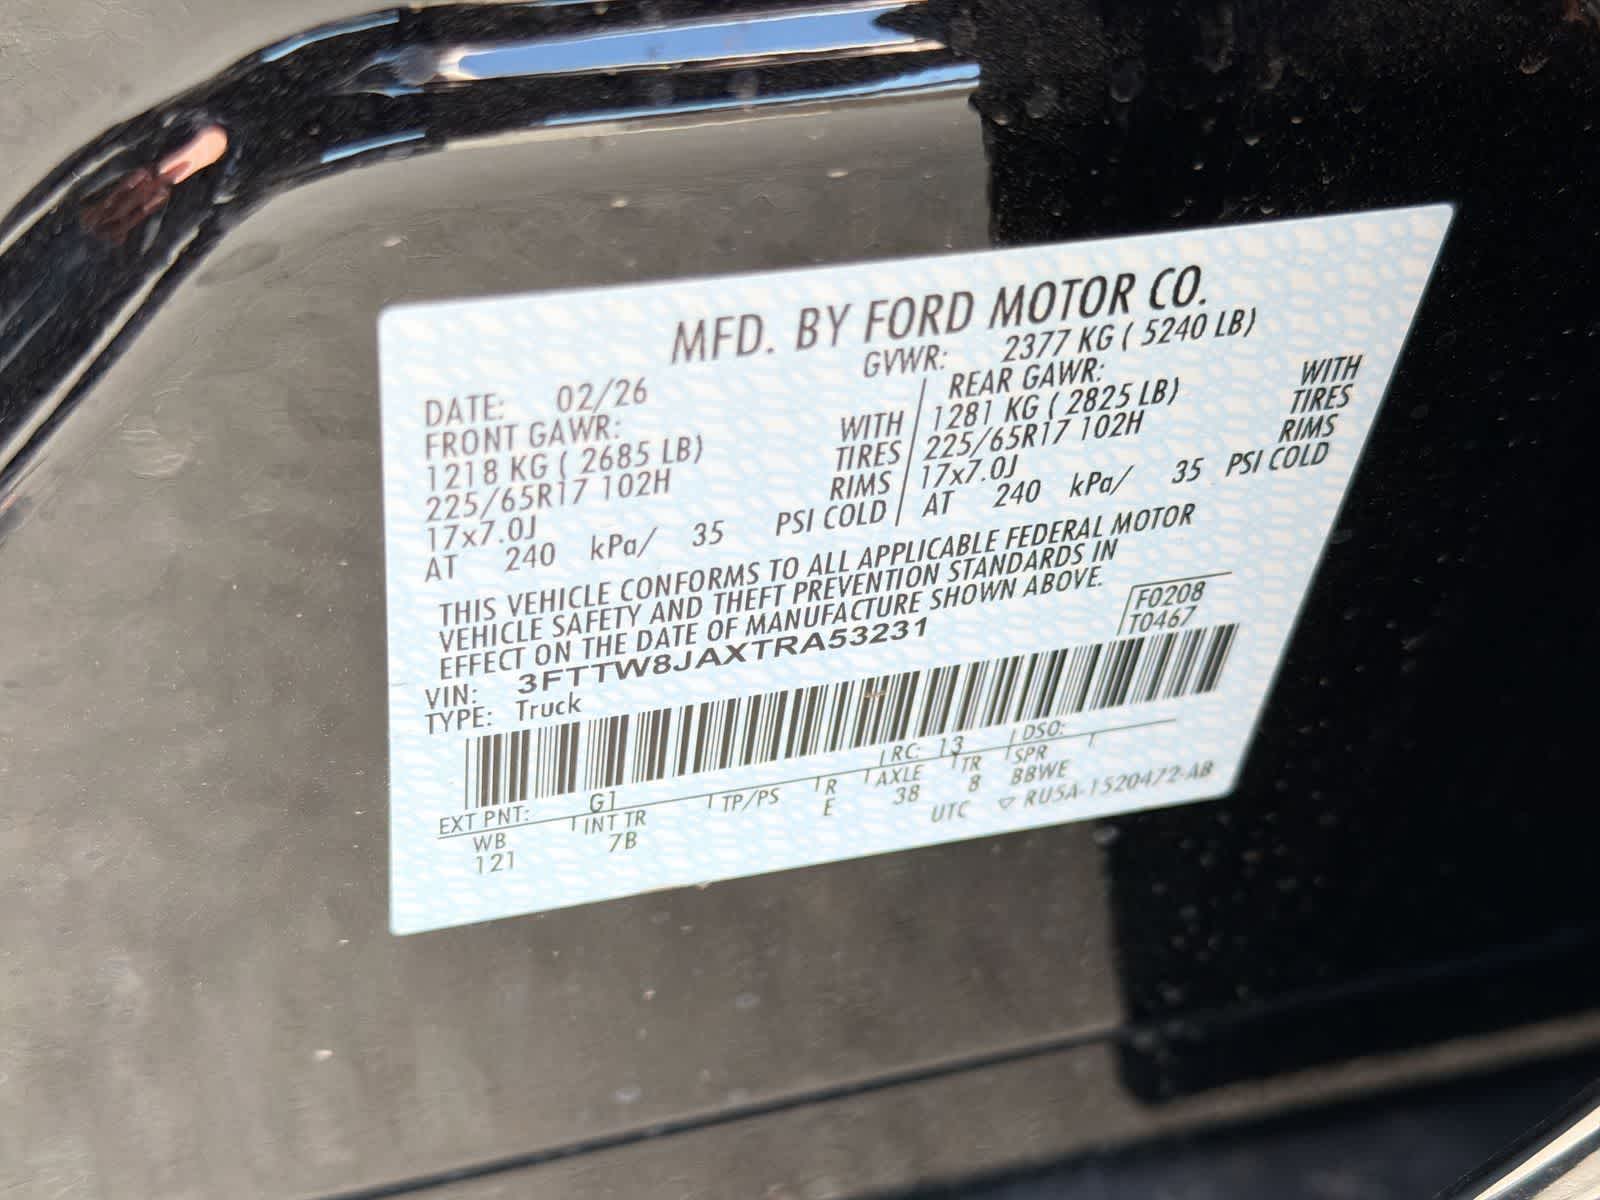 MFD. BY FORD MOTOR CO.
DATE: 02/26 GVWR: 2377 KG ( 5240 LB)
FRONT GAWR: REAR GAWR:
1218 KG ( 2685 LB) WITH 1281 KG ( 2825 LB) WITH
225/65R17 102H TIRES 225/65R17 102H TIRES
17x7.0J RIMS 17x7.0J RIMS
AT 240 kPa/ 35 PSI COLD AT 240 kPa/ 35 PSI COLD
THIS VEHICLE CONFORMS TO ALL APPLICABLE FEDERAL MOTOR
VEHICLE SAFETY AND THEFT PREVENTION STANDARDS IN
EFFECT ON THE DATE OF MANUFACTURE SHOWN ABOVE.
F0208
T0467
VIN: 3FTTW8JAXTRA53231
TYPE: Truck
EXT PNT: G1 RC: 13 DSO:
WB INT TR TP/PS R AXLE TR SPR
121 7B E 38 8 BBWE
UTC RU5A-1520472-AB